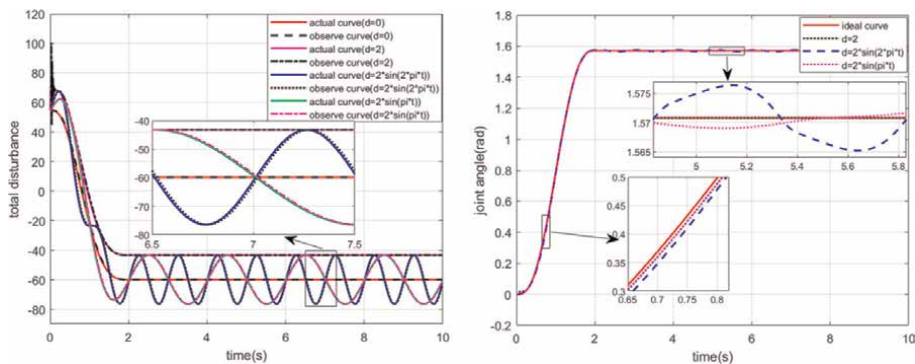 120
100
80
60
40
20
0
-20
-40
-60
-80
total disturbance
actual curve(d=0)
observe curve(d=0)
actual curve(d=2)
observe curve(d=2)
actual curve(d=2*sin(2*pi*t))
observe curve(d=2*sin(2*pi*t))
actual curve(d=2*sin(pi*t))
observe curve(d=2*sin(pi*t))
-40
-50
-60
-70
-80
6.5 7 7.5
0 2 4 6 8 10
time(s)
1.8
1.6
1.4
1.2
1.0
0.8
0.6
0.4
0.2
0.0
-0.2
joint angle(rad)
ideal curve
d=2
d=2*sin(2*pi*t)
d=2*sin(pi*t)
1.575
1.57
1.565
5 5.2 5.4 5.6 5.8
0.5
0.4
0.3
0.65 0.7 0.75 0.8
0 2 4 6 8 10
time(s)